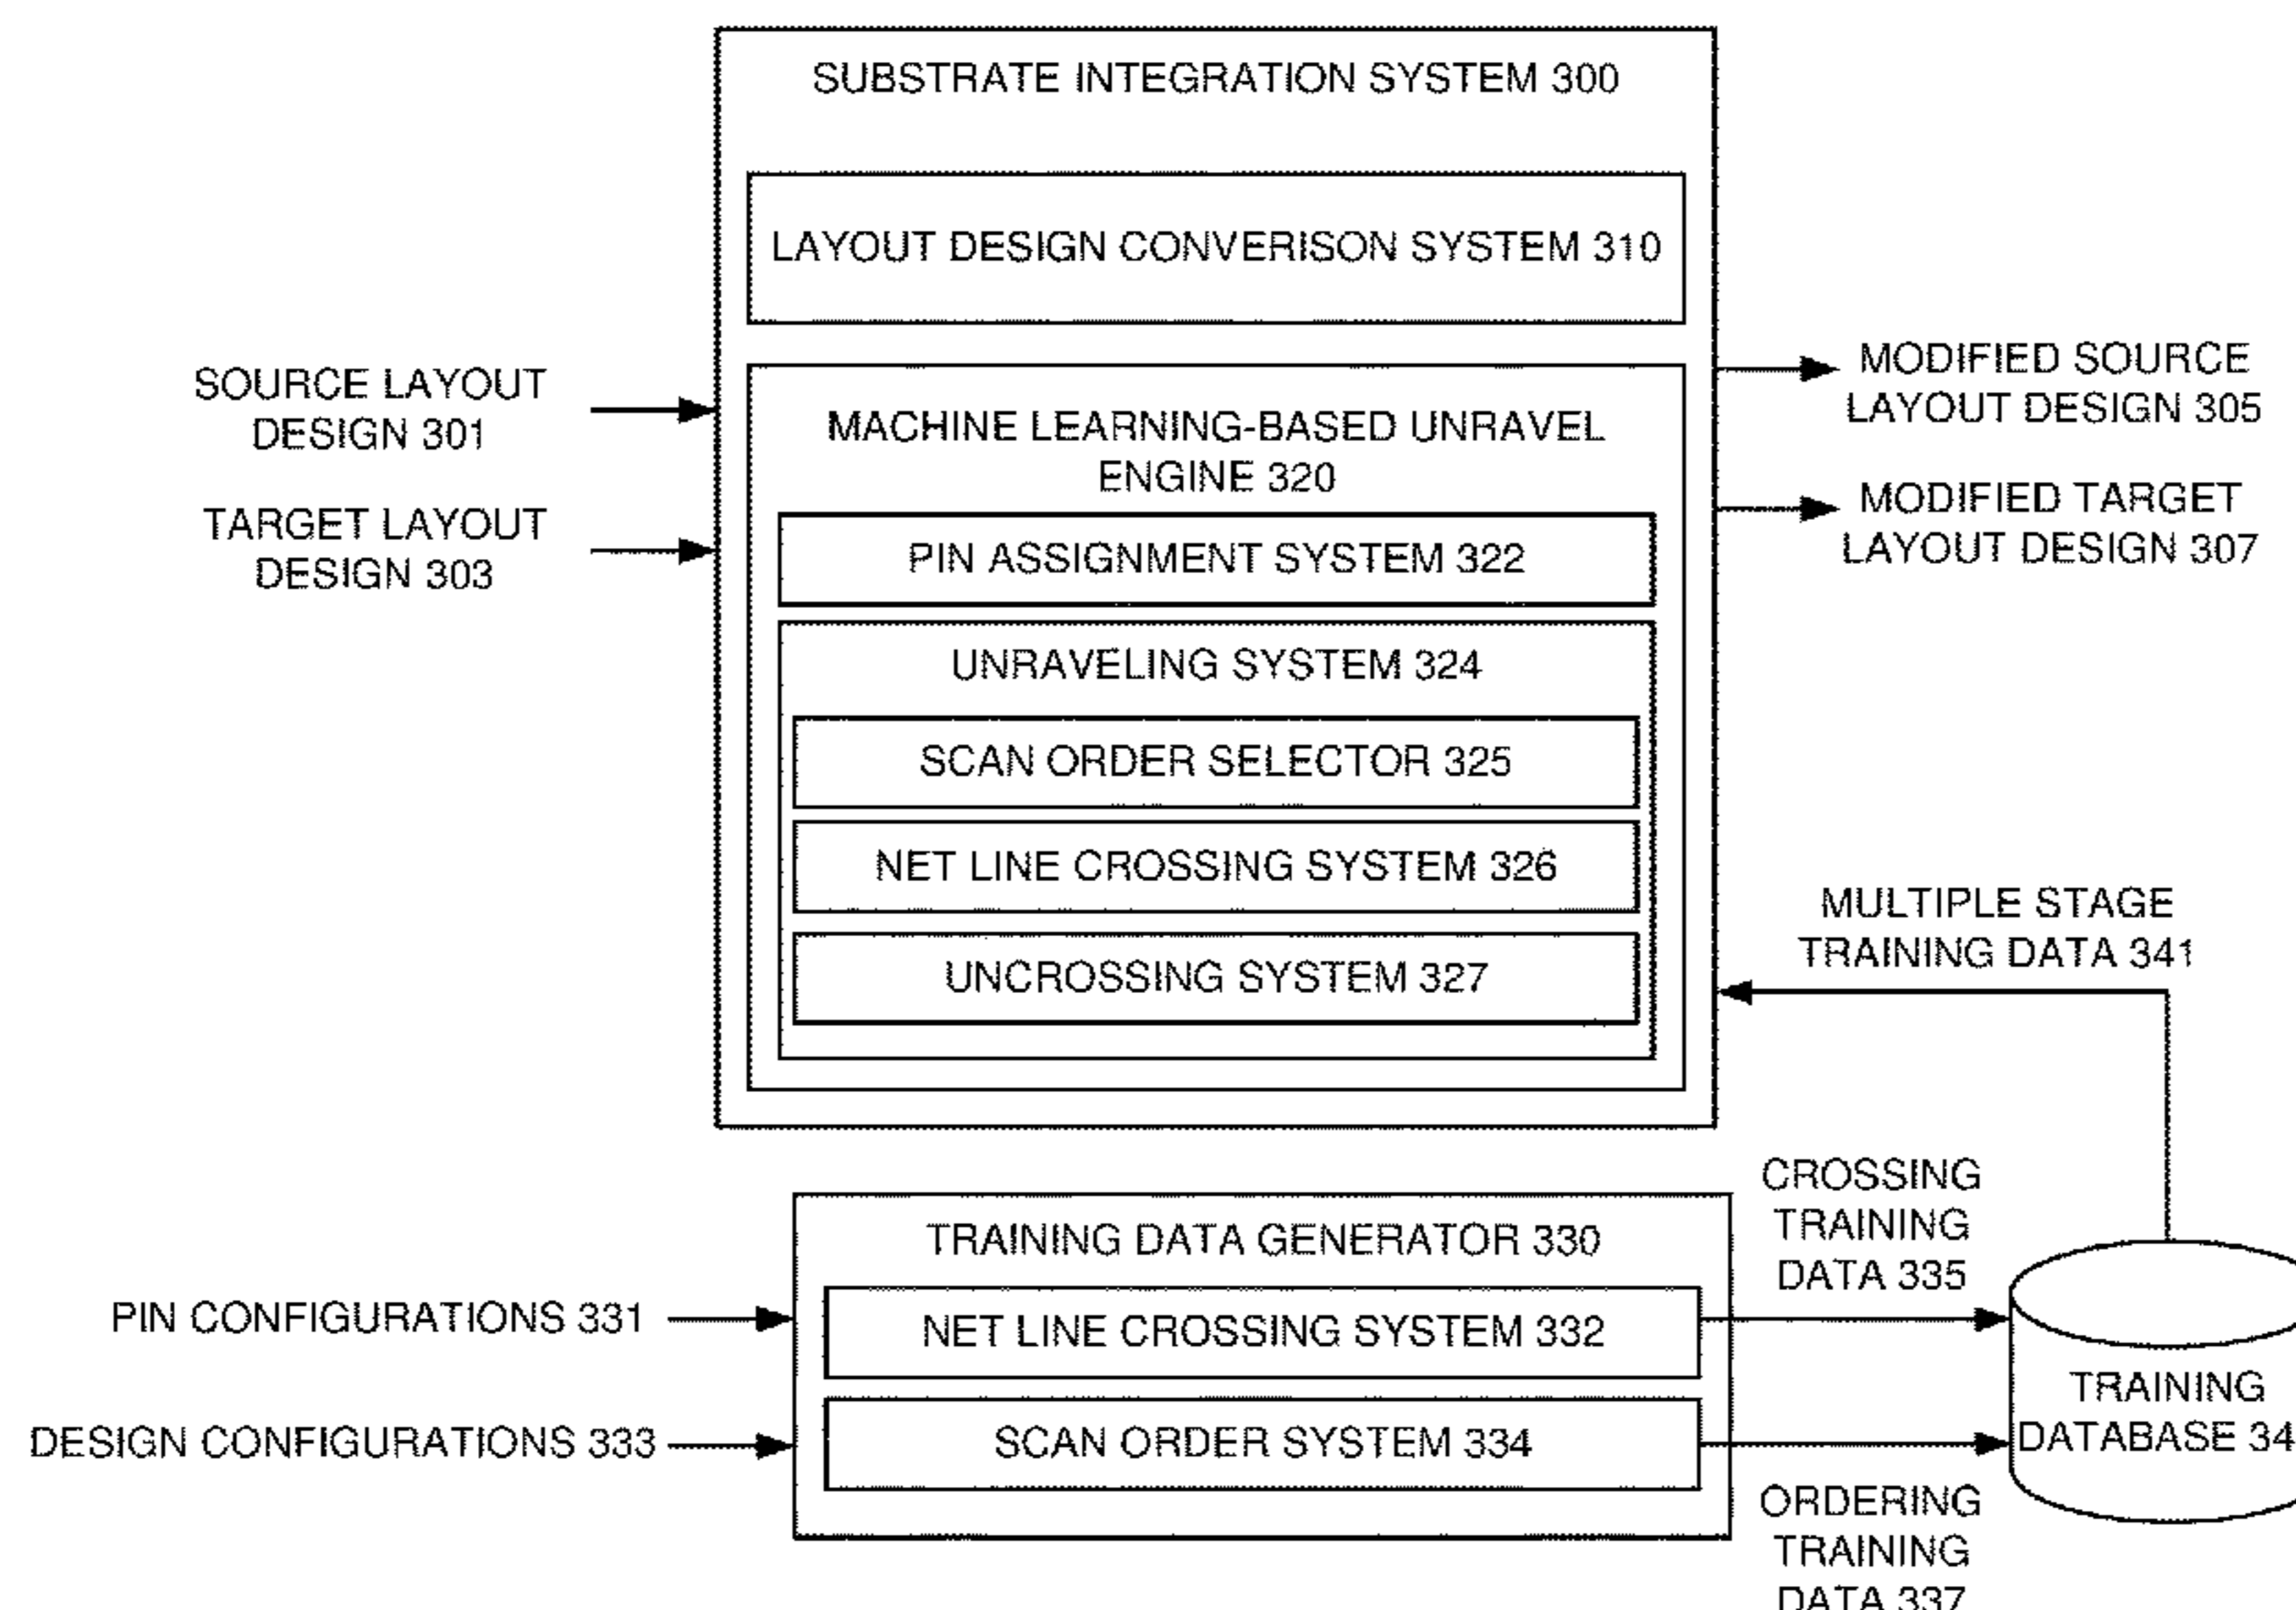 SUBSTRATE INTEGRATION SYSTEM 300
LAYOUT DESIGN CONVERISON SYSTEM 310
SOURCE LAYOUT
DESIGN 301
TARGET LAYOUT
DESIGN 303
MACHINE LEARNING-BASED UNRAVEL
ENGINE 320
PIN ASSIGNMENT SYSTEM 322
UNRAVELING SYSTEM 324
SCAN ORDER SELECTOR 325
NET LINE CROSSING SYSTEM 326
UNCROSSING SYSTEM 327
MODIFIED SOURCE
LAYOUT DESIGN 305
MODIFIED TARGET
LAYOUT DESIGN 307
MULTIPLE STAGE
TRAINING DATA 341
PIN CONFIGURATIONS 331
DESIGN CONFIGURATIONS 333
TRAINING DATA GENERATOR 330
NET LINE CROSSING SYSTEM 332
SCAN ORDER SYSTEM 334
CROSSING
TRAINING
DATA 335
TRAINING
DATABASE
ORDERING
TRAINING
DATA 337